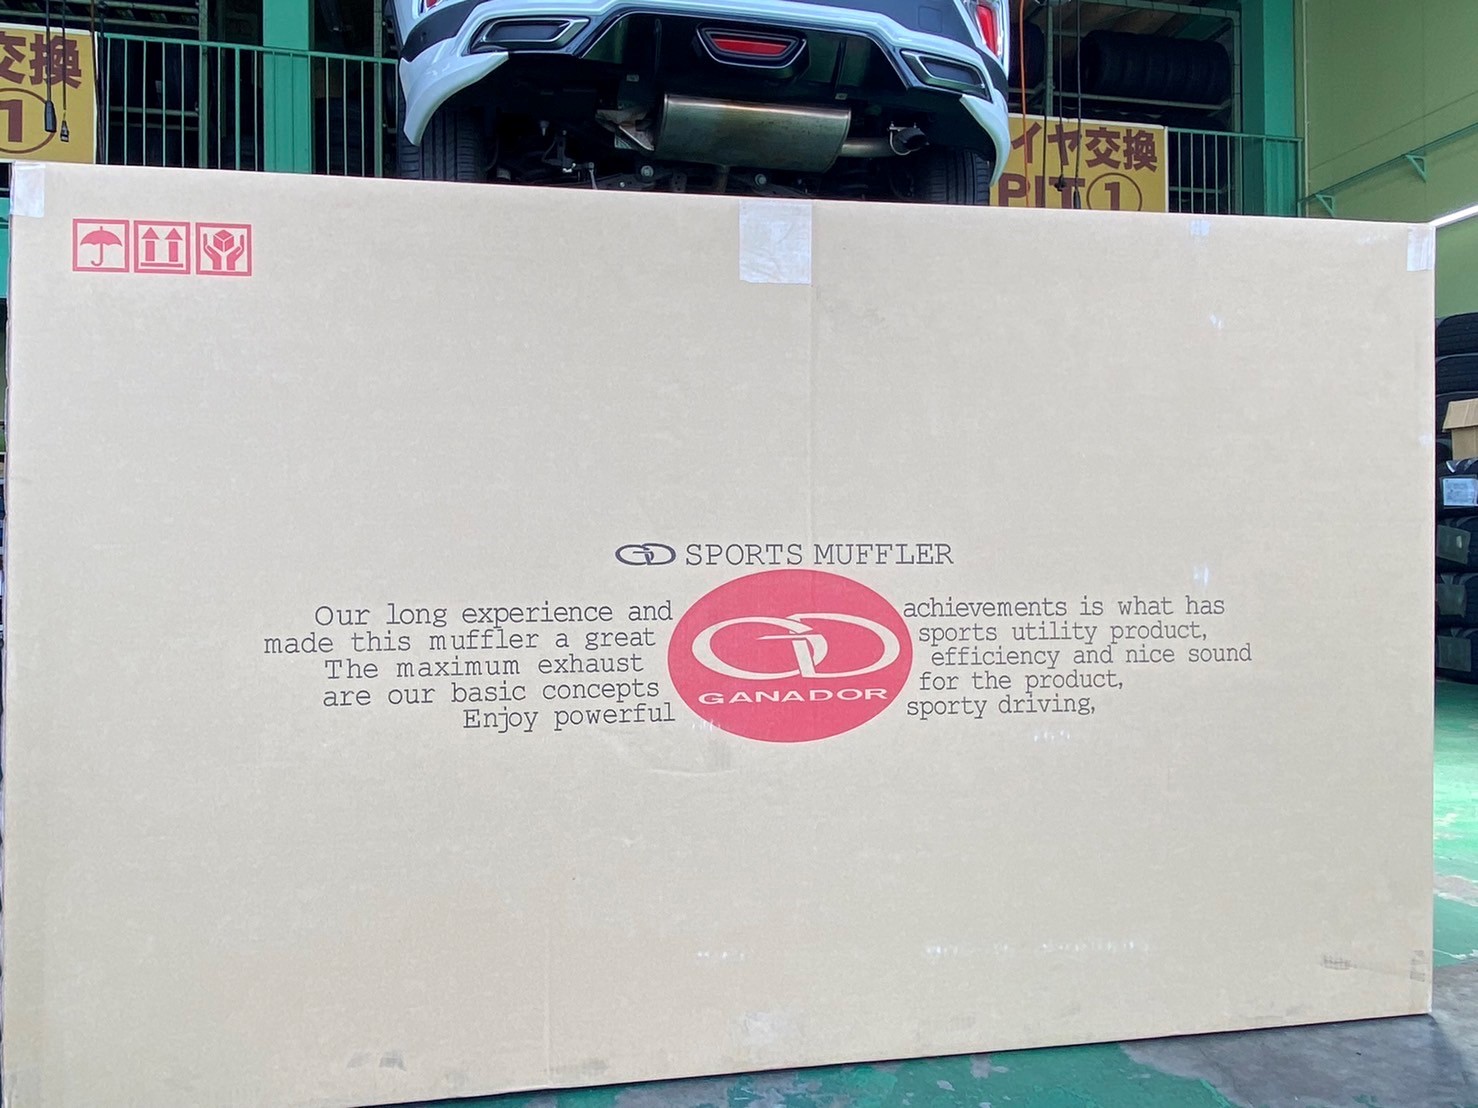 交換
1
イヤ交換
PIT①
GD SPORTS MUFFLER
Our long experience and achievements is what has
made this muffler a great sports utility product,
The maximum exhaust efficiency and nice sound
are our basic concepts for the product,
Enjoy powerful sporty driving,
GD
GANADOR